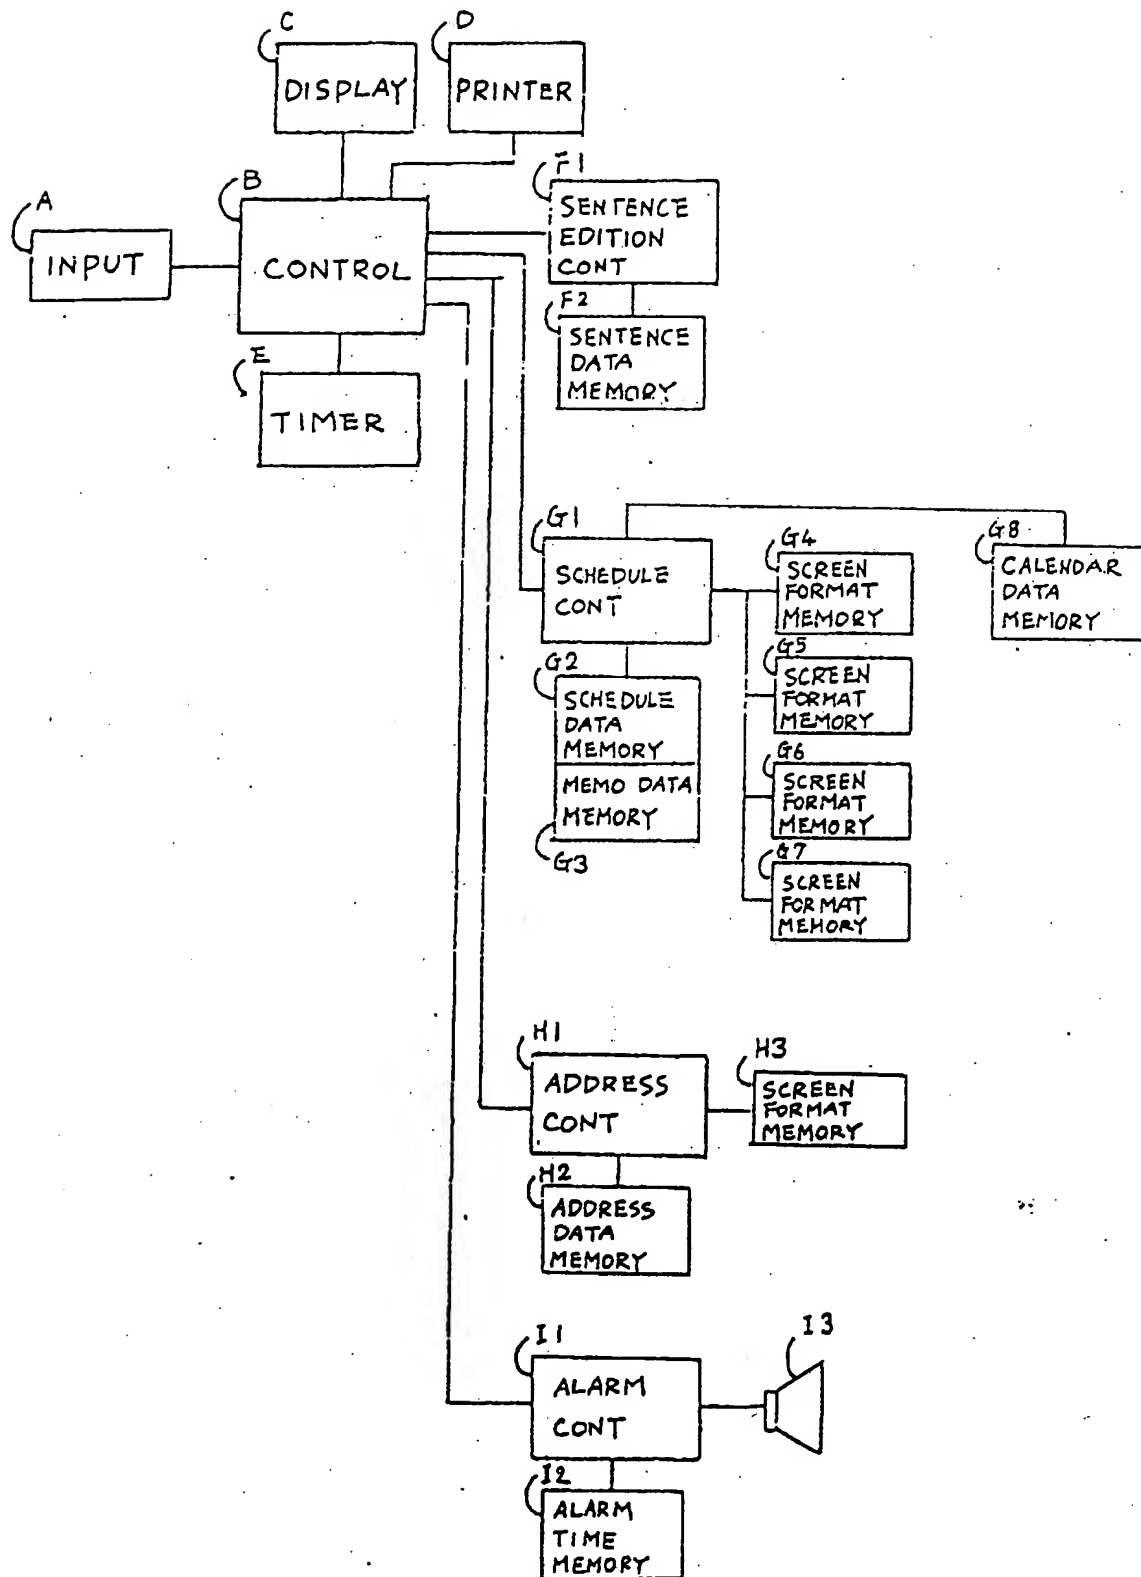 C
DISPLAY
D
PRINTER
A
INPUT
B
CONTROL
E
TIMER
F1
SENTENCE
EDITION
CONT
F2
SENTENCE
DATA
MEMORY
G1
SCHEDULE
CONT
G2
SCHEDULE
DATA
MEMORY
MEMO DATA
MEMORY
G3
G4
SCREEN
FORMAT
MEMORY
G5
SCREEN
FORMAT
MEMORY
G6
SCREEN
FORMAT
MEMORY
G7
SCREEN
FORMAT
MEMORY
G8
CALENDAR
DATA
MEMORY
H1
ADDRESS
CONT
H2
ADDRESS
DATA
MEMORY
H3
SCREEN
FORMAT
MEMORY
I1
ALARM
CONT
I2
ALARM
TIME
MEMORY
I3